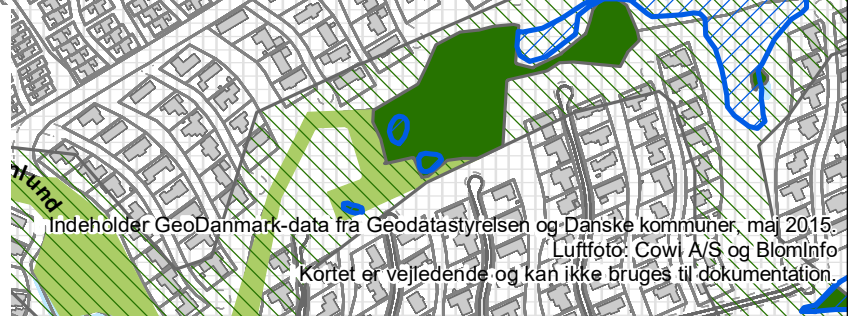 nlund
Indeholder GeoDanmark-data fra Geodatastyrelsen og Danske kommuner, maj 2015.
Luftfoto: Cowi A/S og BlomInfo
Kortet er vejledende og kan ikke bruges til dokumentation.